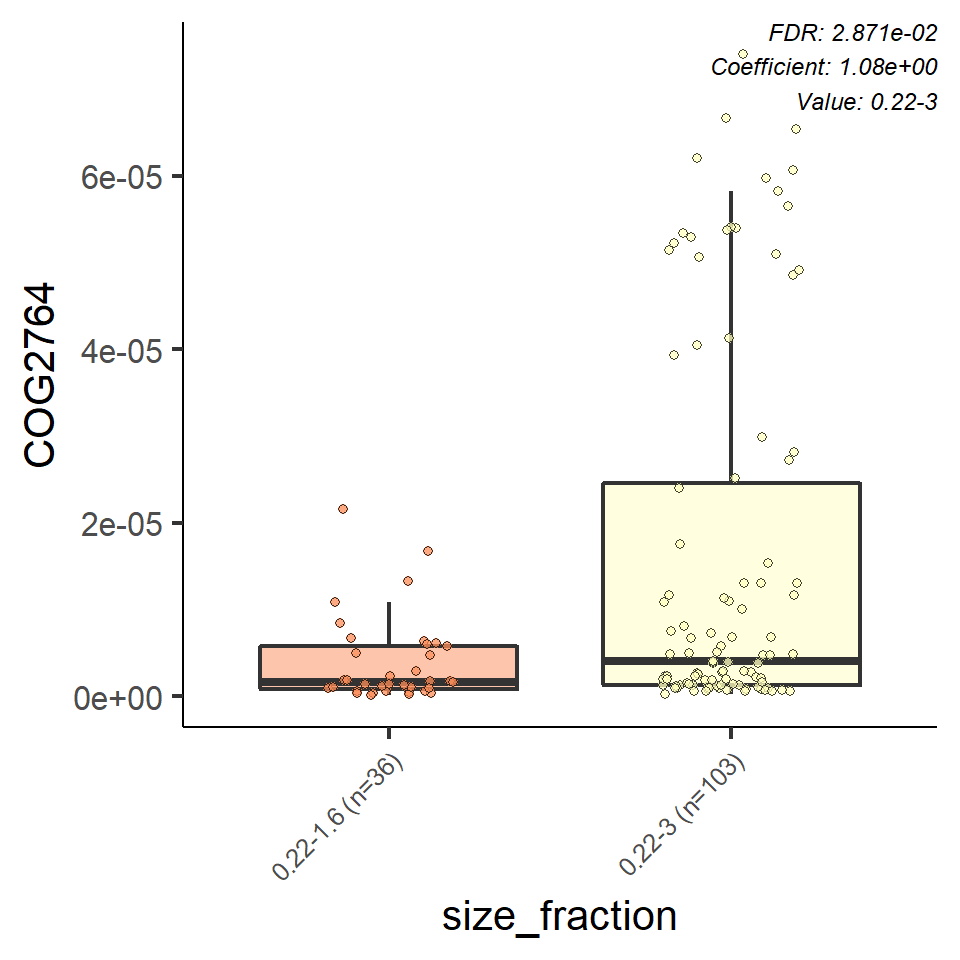 FDR: 2.871e-02
Coefficient: 1.08e+00
Value: 0.22-3
COG2764
6e-05
4e-05
2e-05
0e+00
0.22-1.6 (n=36)
0.22-3 (n=103)
size_fraction